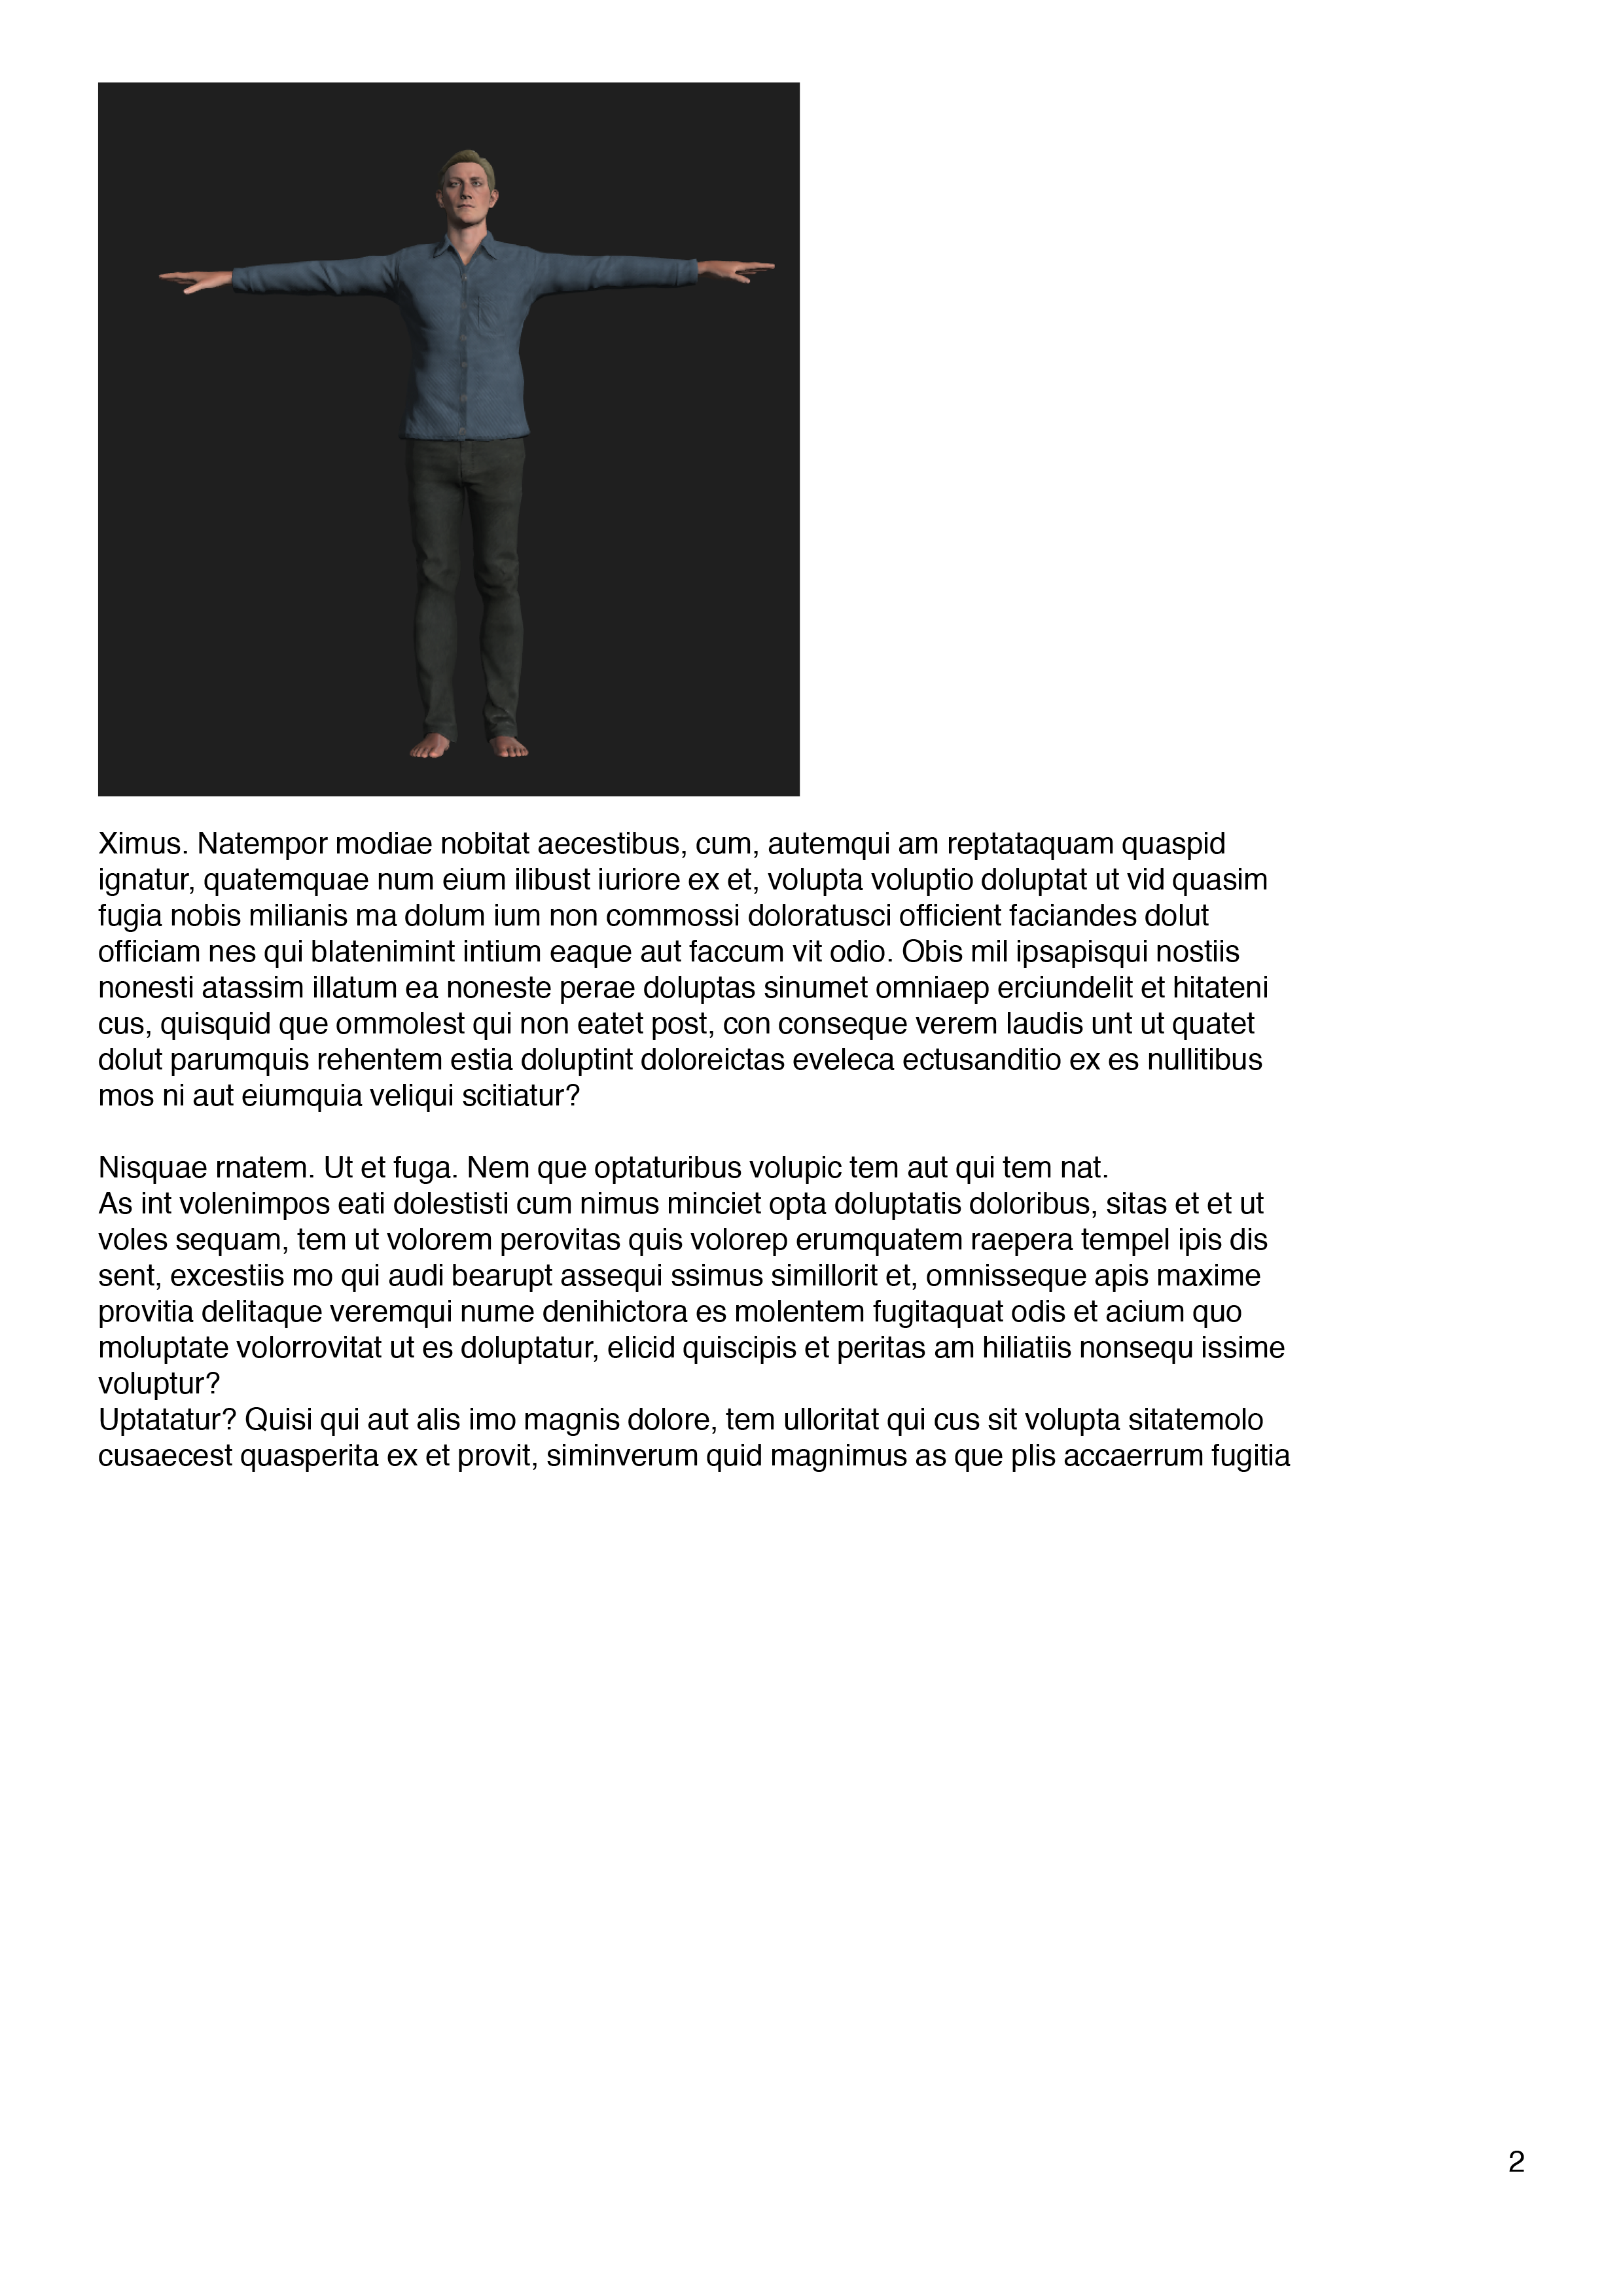 Ximus. Natempor modiae nobitat aecestibus, cum, autemqui am reptataquam quaspid
ignatur, quatemquae num eium ilibust iuriore ex et, volupta voluptio doluptat ut vid quasim
fugia nobis milianis ma dolum ium non commossi doloratusci officient faciandes dolut
officiam nes qui blatenimint intium eaque aut faccum vit odio. Obis mil ipsapisqui nostiis
nonesti atassim illatum ea noneste perae doluptas sinumet omniaep erciundelit et hitateni
cus, quisquid que ommolest qui non eatet post, con conseque verem laudis unt ut quatet
dolut parumquis rehentem estia doluptint doloreictas eveleca ectusanditio ex es nullitibus
mos ni aut eiumquia veliqui scitiatur?
Nisquae rnatem. Ut et fuga. Nem que optaturibus volupic tem aut qui tem nat.
As int volenimpos eati dolestisti cum nimus minciet opta doluptatis doloribus, sitas et et ut
voles sequam, tem ut volorem perovitas quis volorep erumquatem raepera tempel ipis dis
sent, excestiis mo qui audi bearupt assequi ssimus simillorit et, omnisseque apis maxime
provitia delitaque veremqui nume denihictora es molentem fugitaquat odis et acium quo
moluptate volorrovitat ut es doluptatur, elicid quiscipis et peritas am hiliatiis nonsequ issime
voluptur?
Uptatatur? Quisi qui aut alis imo magnis dolore, tem ulloritat qui cus sit volupta sitatemolo
cusaecest quasperita ex et provit, siminverum quid magnimus as que plis accaerrum fugitia
2